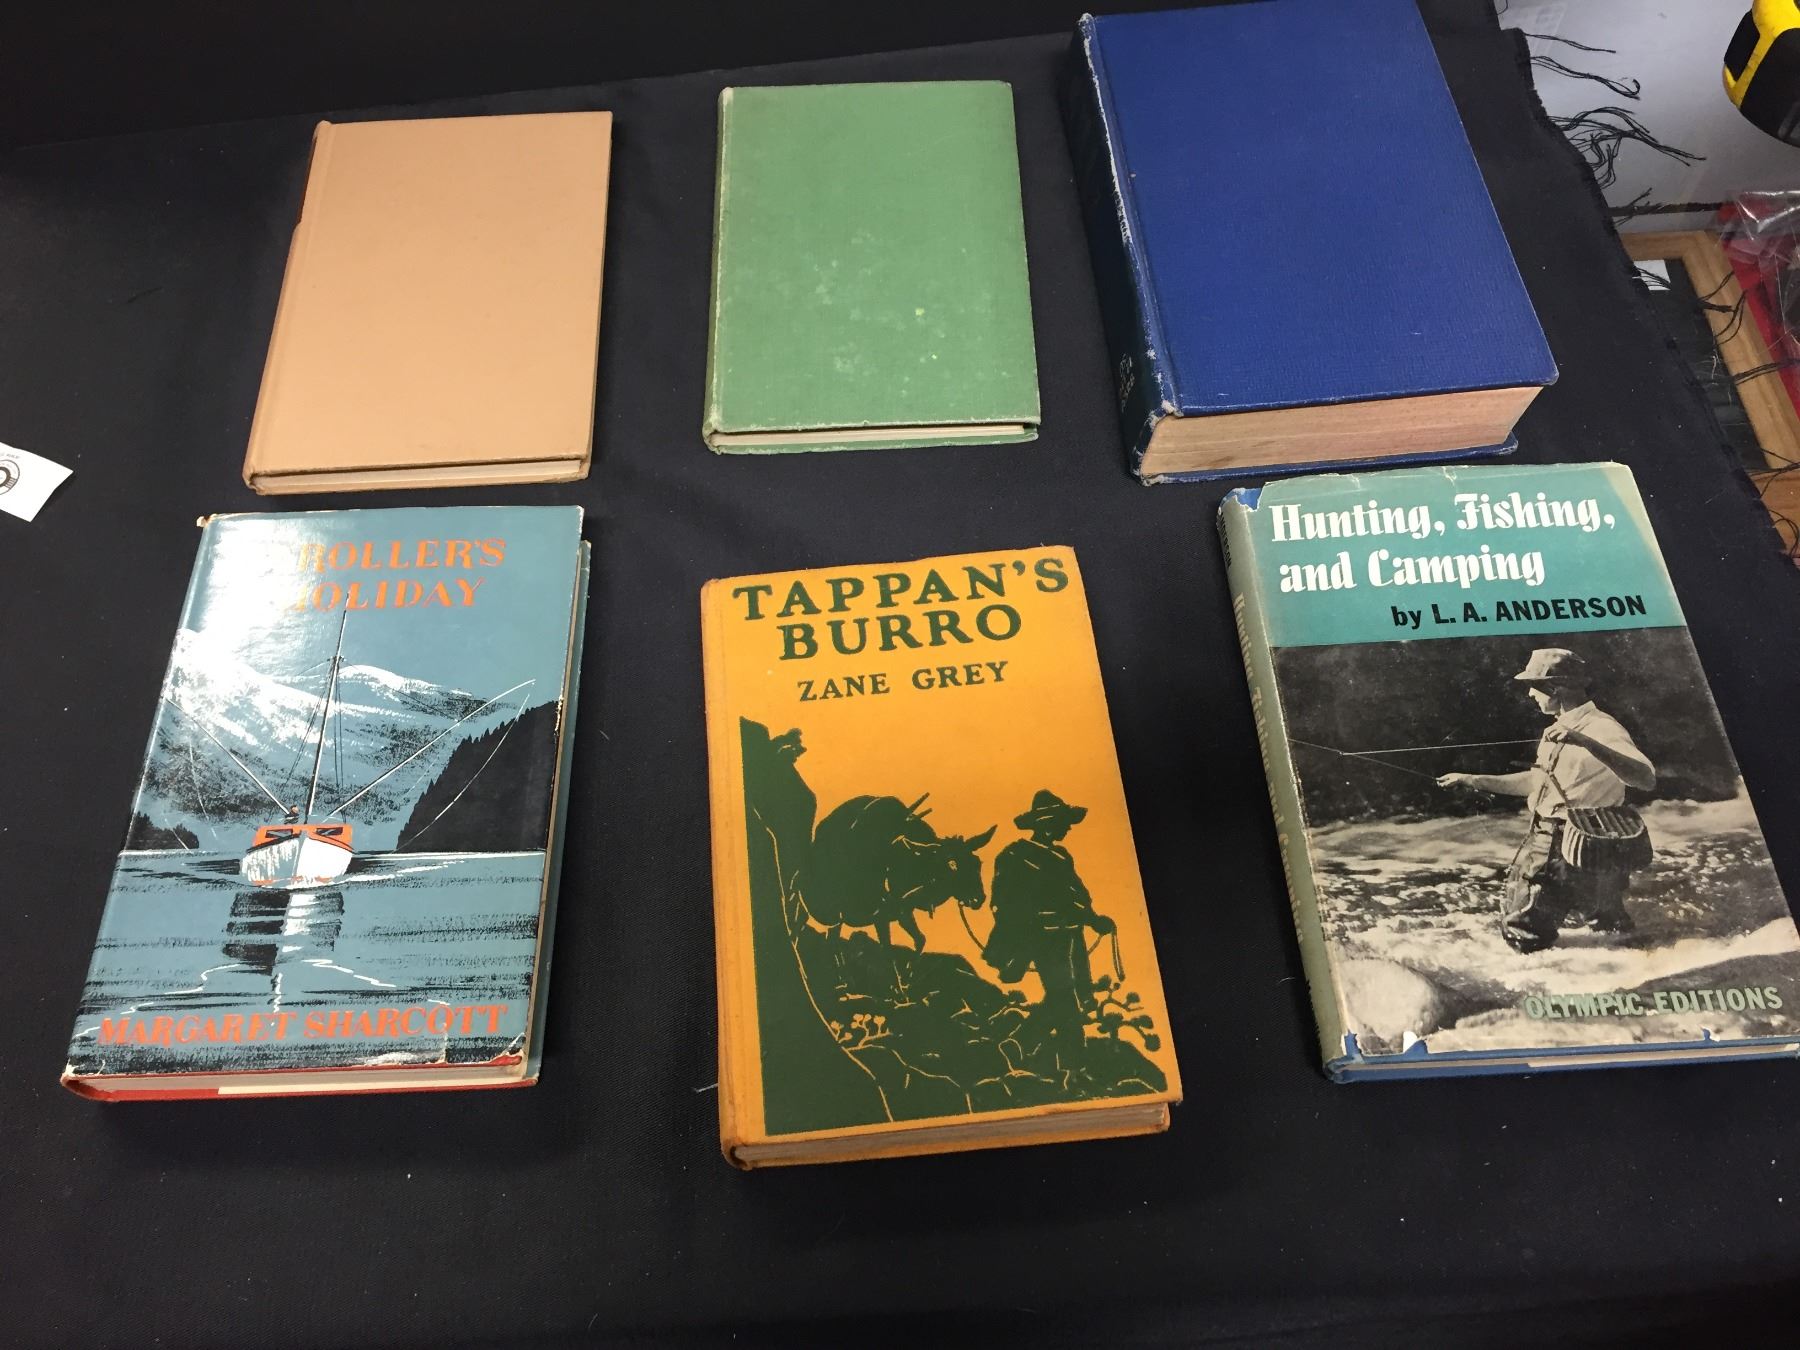 ROLLER'S
HOLIDAY
MARGARET SHARCOTT
TAPPAN'S
BURRO
ZANE GREY
Hunting, Fishing,
and Camping
by L. A. ANDERSON
OLYMPIC EDITIONS